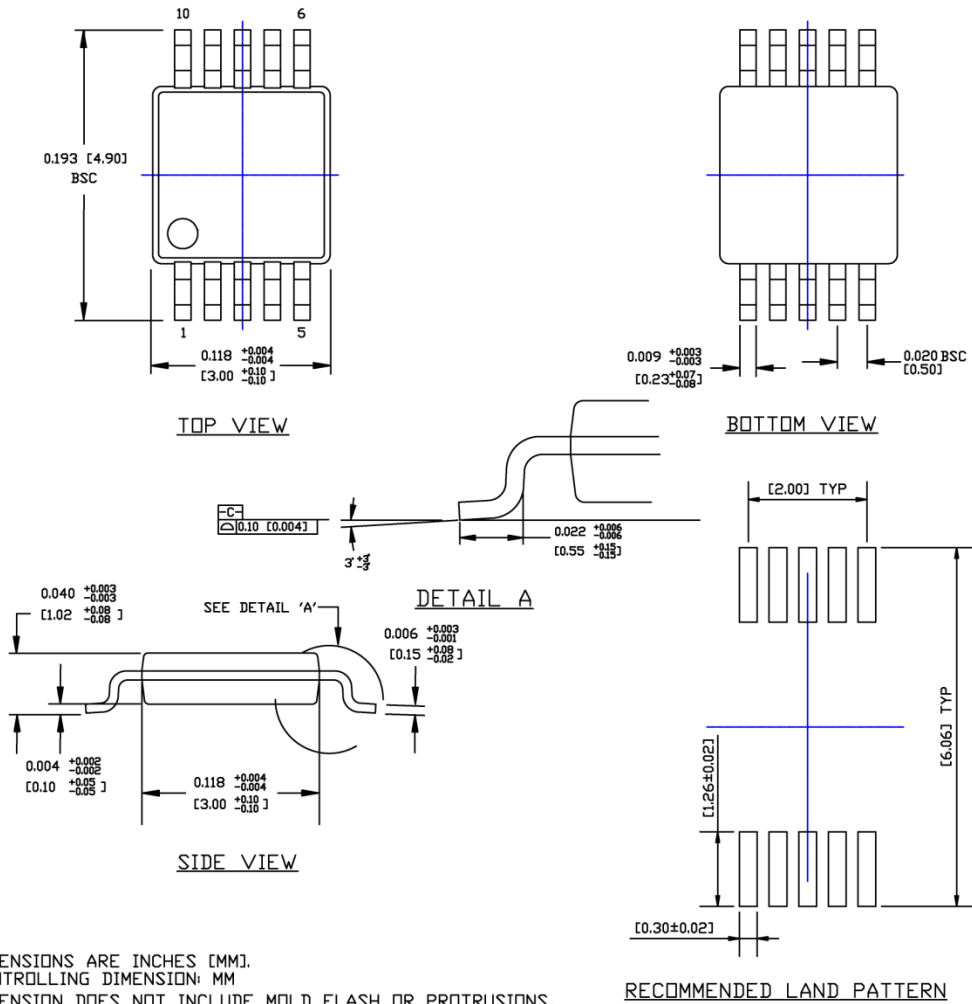 10 6
0.193 [4.90]
BSC
1 5
0.118 +0.004 -0.004
[3.00 +0.10 -0.10 ]
TOP VIEW
0.009 +0.003 -0.003
[0.23 +0.07 -0.08 ]
0.020 BSC
[0.50]
BOTTOM VIEW
-C-
0.10 [0.004]
3° +3° -3°
0.022 +0.006 -0.006
[0.55 +0.15 -0.15 ]
DETAIL A
[2.00] TYP
0.040 +0.003 -0.003
[1.02 +0.08 -0.08 ]
SEE DETAIL 'A'
0.006 +0.003 -0.001
[0.15 +0.08 -0.02 ]
0.004 +0.002 -0.002
[0.10 +0.05 -0.05 ]
0.118 +0.004 -0.004
[3.00 +0.10 -0.10 ]
SIDE VIEW
[6.06] TYP
[1.26±0.02]
[0.30±0.02]
RECOMMENDED LAND PATTERN
ENSIONS ARE INCHES [MM].
NTROLLING DIMENSION: MM
ENSION DOES NOT INCLUDE MOLD FLASH OR PROTRUSIONS